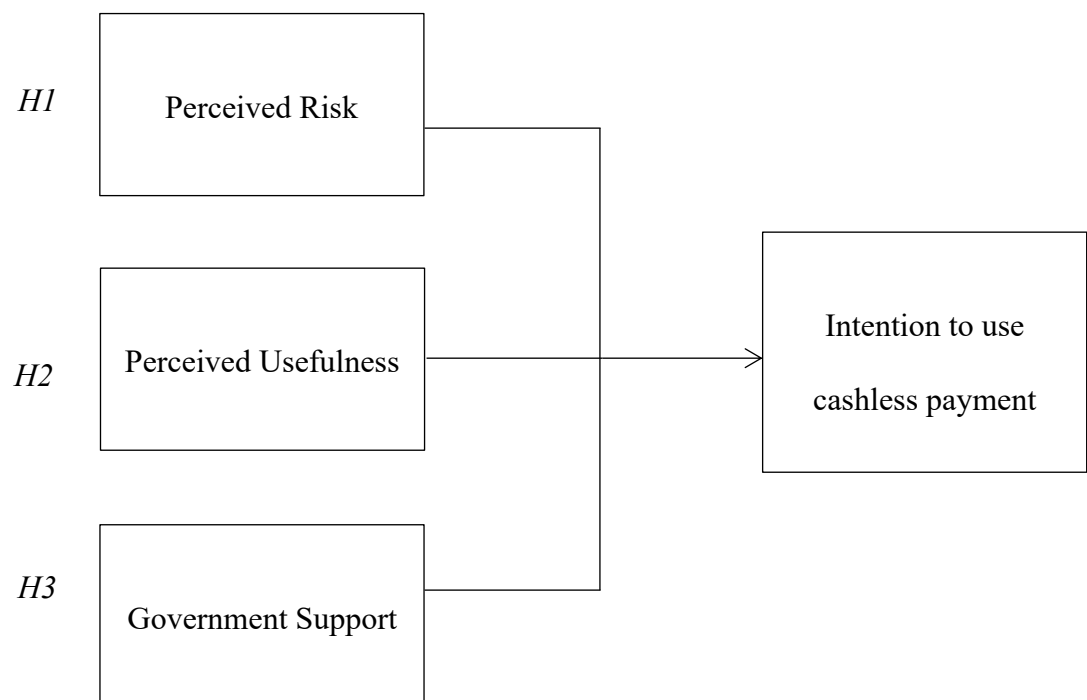 H1
Perceived Risk
H2
Perceived Usefulness
Intention to use
cashless payment
H3
Government Support